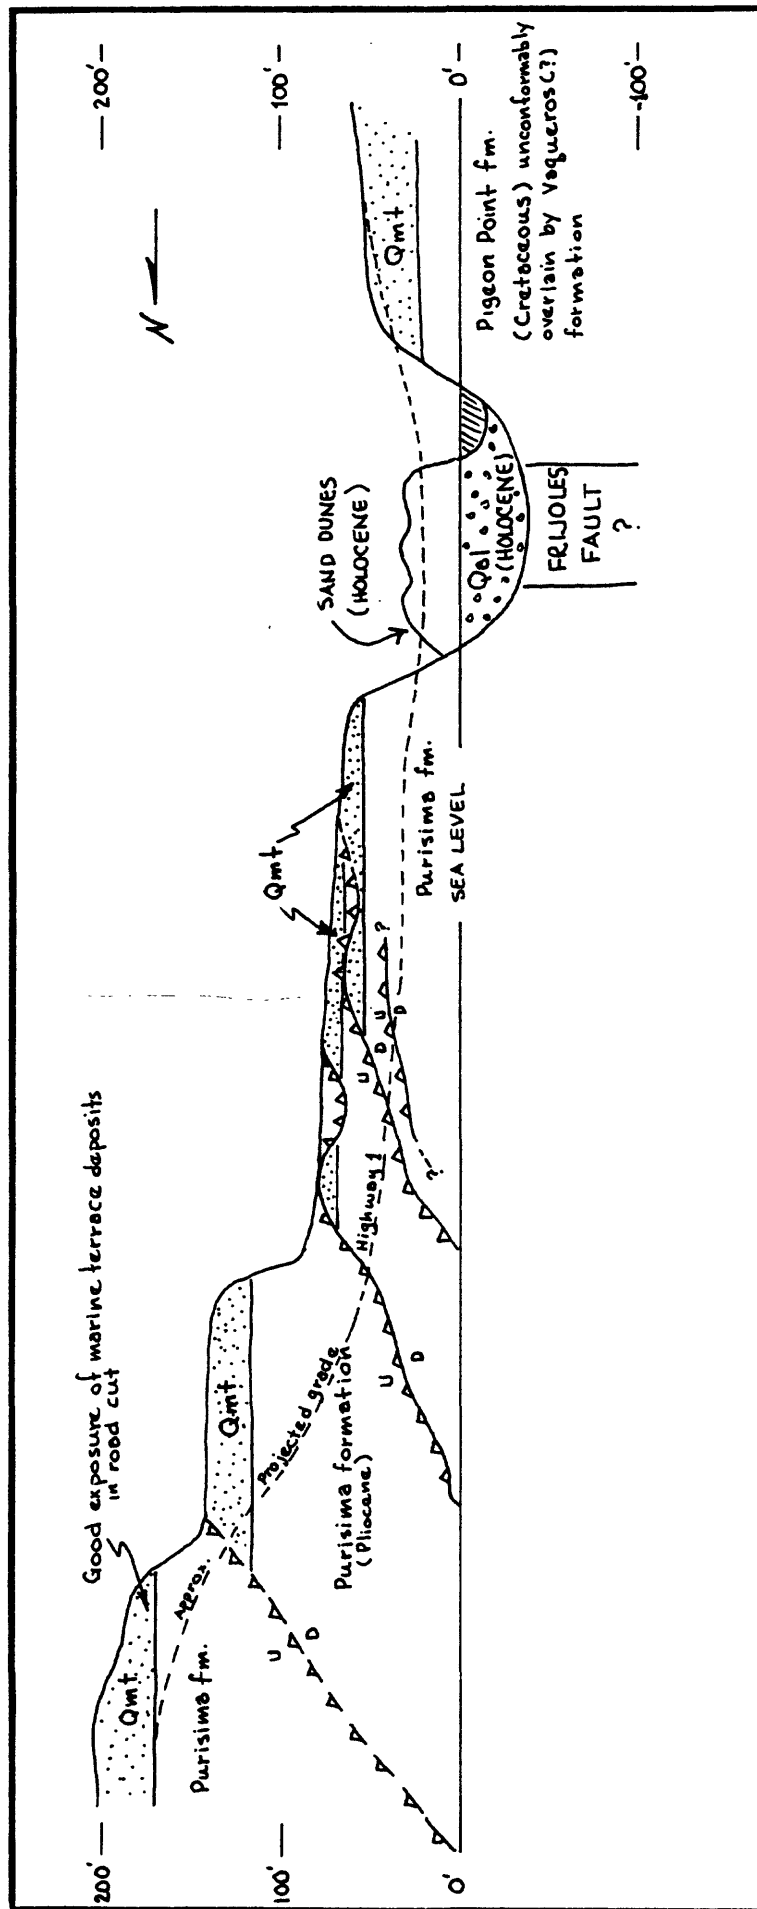 200'
100'
0'
Good exposure of marine terrace deposits
in road cut
Qmt
Purisima fm.
Approx.
Projected grade
Highway 1
Qmt
Purisima formation
(Pliocene)
U
D
U
D
U
D
U
D
?
?
Qmt
Purisima fm.
SEA LEVEL
SAND DUNES
(HOLOCENE)
Qal
(HOLOCENE)
FRIJOLES
FAULT
?
N
Qmt
Pigeon Point fm.
(Cretaceous) unconformably
overlain by Vaqueros(?)
formation
200'
100'
0'
-100'